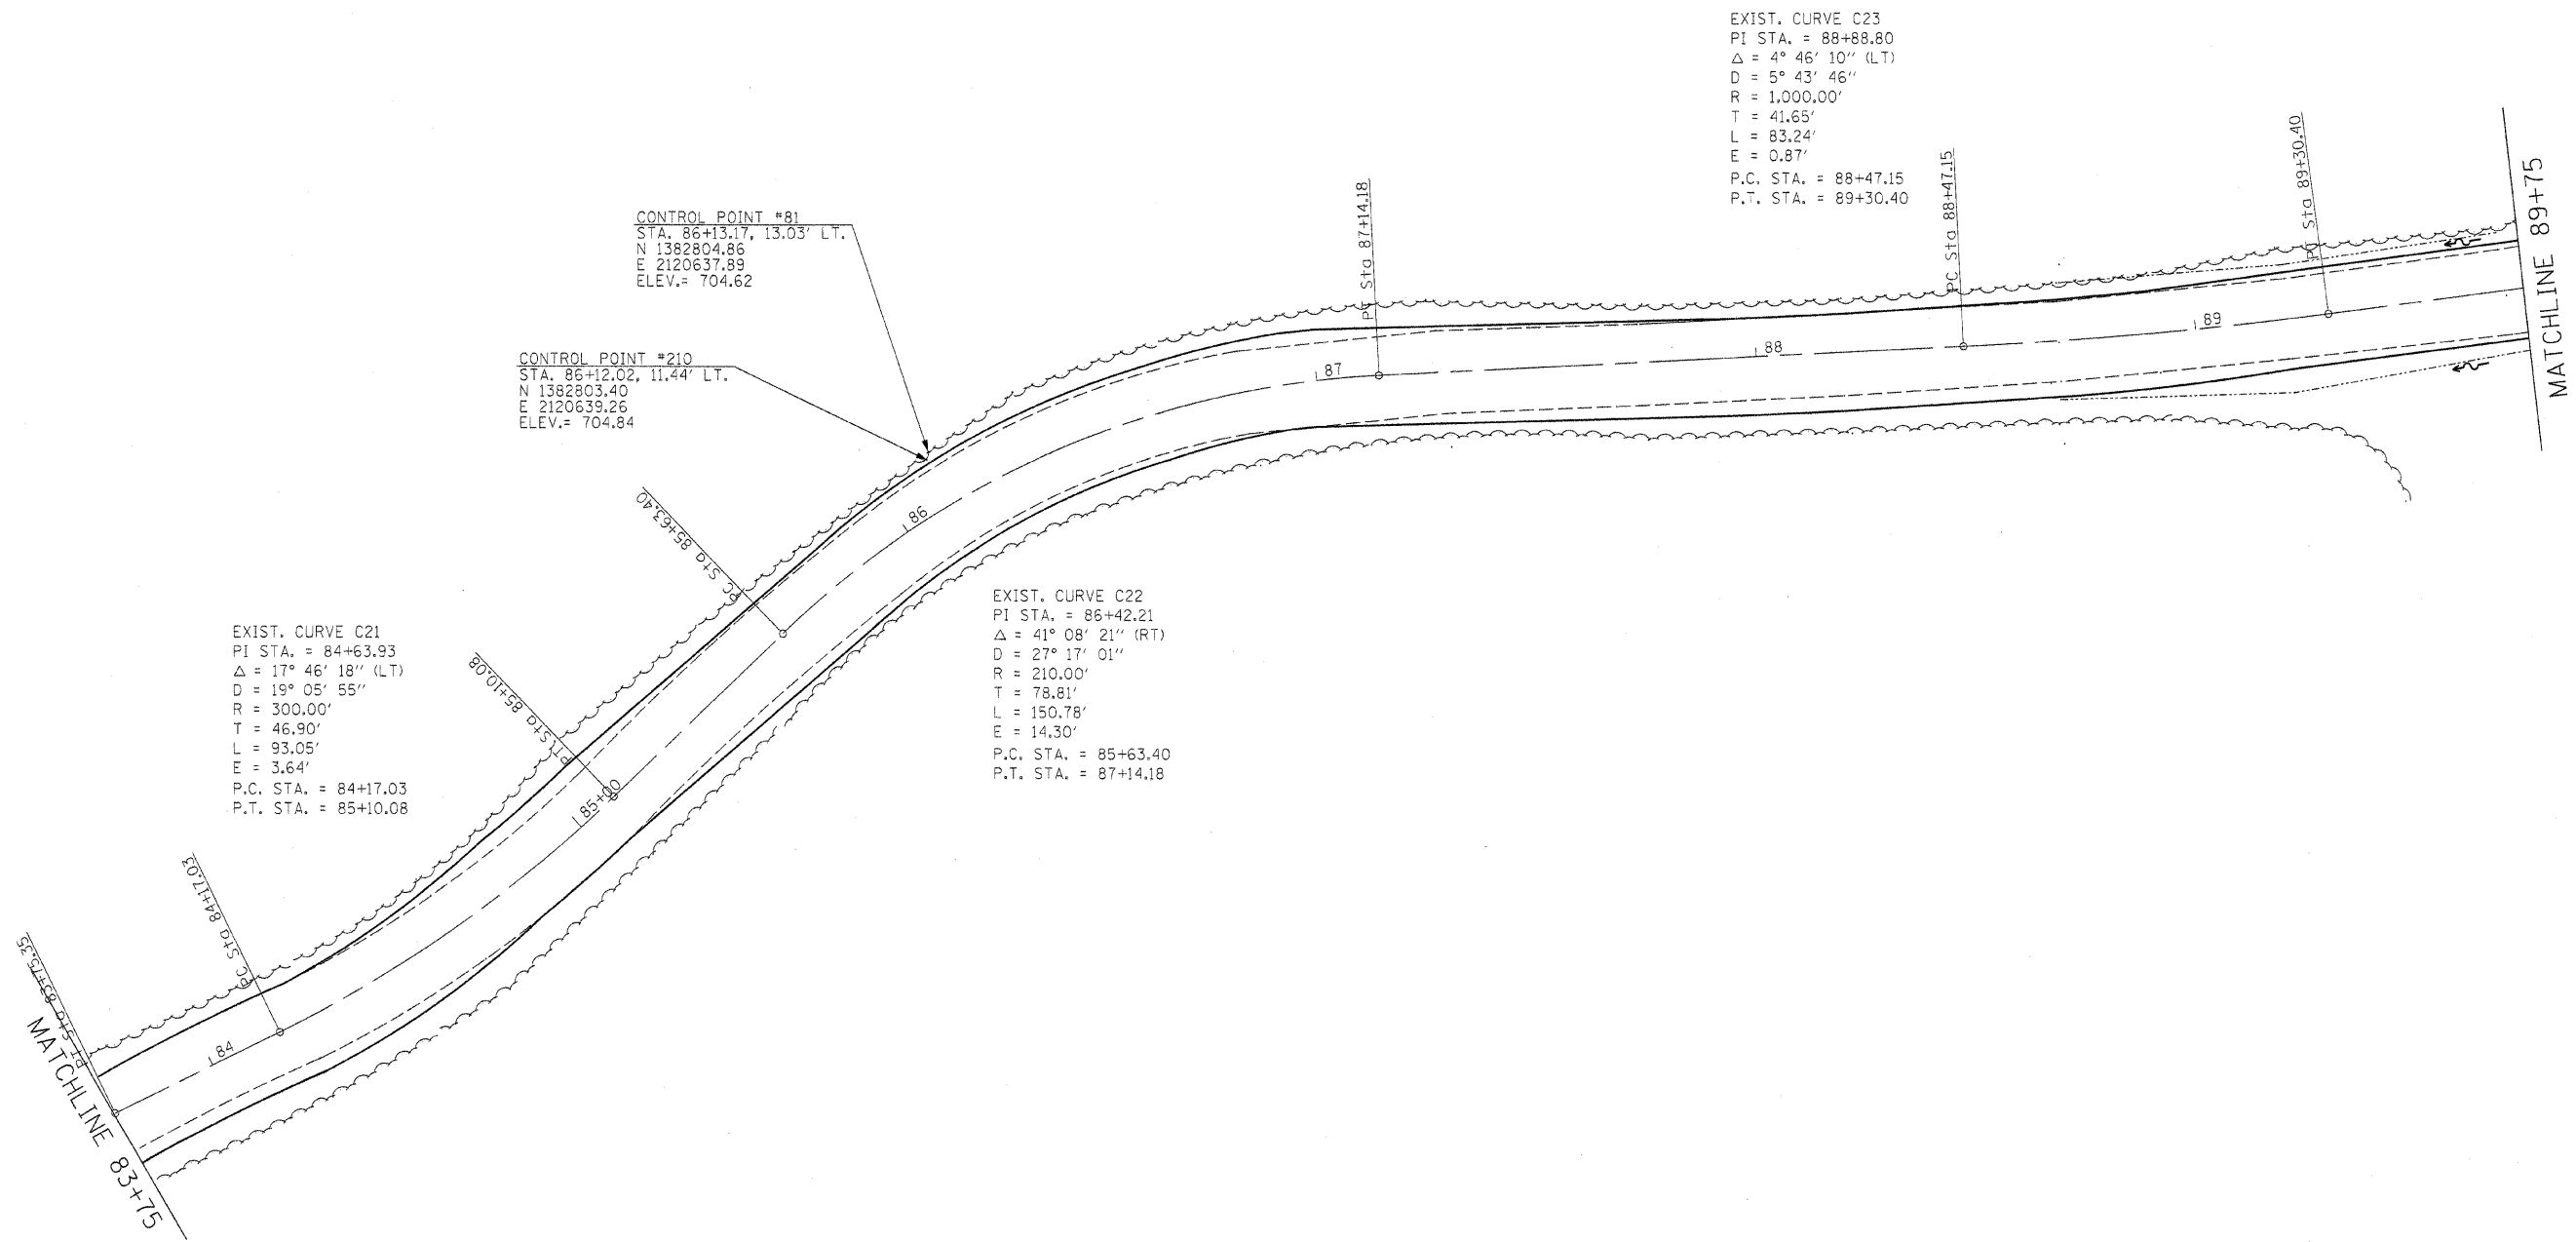 EXIST. CURVE C23
PI STA. = 88+88.80
Δ = 4° 46' 10" (LT)
D = 5° 43' 46"
R = 1,000.00'
T = 41.65'
L = 83.24'
E = 0.87'
P.C. STA. = 88+47.15
P.T. STA. = 89+30.40
CONTROL POINT #81
STA. 86+13.17, 13.03' LT.
N 1382804.86
E 2120637.89
ELEV.= 704.62
CONTROL POINT #210
STA. 86+12.02, 11.44' LT.
N 1382803.40
E 2120639.26
ELEV.= 704.84
EXIST. CURVE C22
PI STA. = 86+42.21
Δ = 41° 08' 21" (RT)
D = 27° 17' 01"
R = 210.00'
T = 78.81'
L = 150.78'
E = 14.30'
P.C. STA. = 85+63.40
P.T. STA. = 87+14.18
EXIST. CURVE C21
PI STA. = 84+63.93
Δ = 17° 46' 18" (LT)
D = 19° 05' 55"
R = 300.00'
T = 46.90'
L = 93.05'
E = 3.64'
P.C. STA. = 84+17.03
P.T. STA. = 85+10.08
PT Sta 83+75.35
PC Sta 84+17.03
PT Sta 85+10.08
PC Sta 85+63.40
PT Sta 87+14.18
PC Sta 88+47.15
PT Sta 89+30.40
84
85+00
86
87
88
89
MATCHLINE 83+75
MATCHLINE 89+75